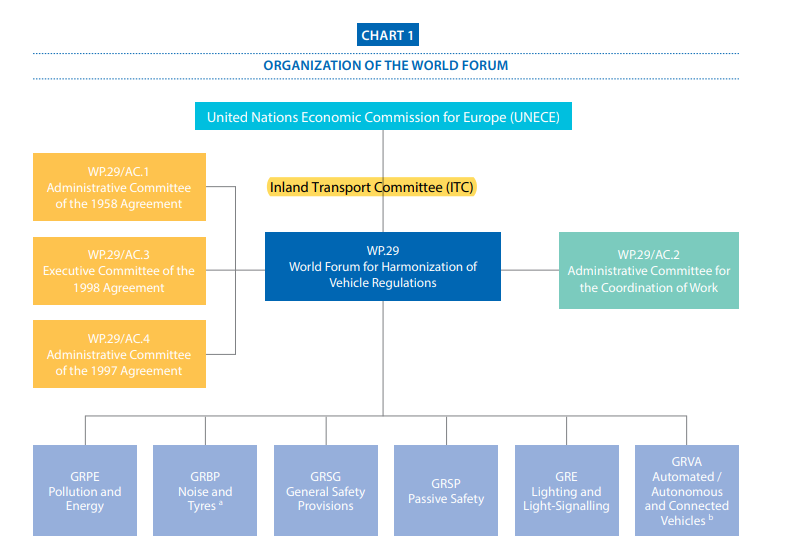 CHART 1
ORGANIZATION OF THE WORLD FORUM
United Nations Economic Commission for Europe (UNECE)
WP.29/AC.1
Administrative Committee
of the 1958 Agreement
Inland Transport Committee (ITC)
WP.29/AC.3
Executive Committee of the
1998 Agreement
WP.29
World Forum for Harmonization of
Vehicle Regulations
WP.29/AC.2
Administrative Committee for
the Coordination of Work
WP.29/AC.4
Administrative Committee
of the 1997 Agreement
GRPE
Pollution and
Energy
GRBP
Noise and
Tyres a
GRSG
General Safety
Provisions
GRSP
Passive Safety
GRE
Lighting and
Light-Signalling
GRVA
Automated /
Autonomous
and Connected
Vehicles b